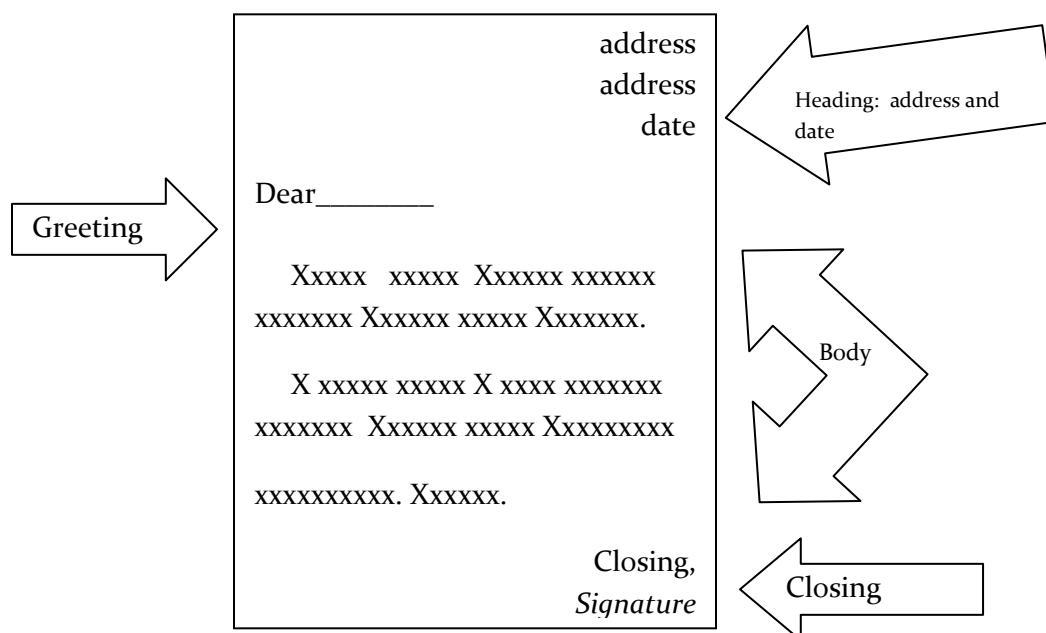 address
address
date
Heading: address and
date
Dear________
Greeting
Xxxxx xxxxx Xxxxxx xxxxxx
xxxxxxx Xxxxxx xxxxx Xxxxxxx.
Body
X xxxxx xxxxx X xxxx xxxxxxx
xxxxxxx Xxxxxx xxxxx Xxxxxxxxx
xxxxxxxxxx. Xxxxxx.
Closing,
Signature
Closing